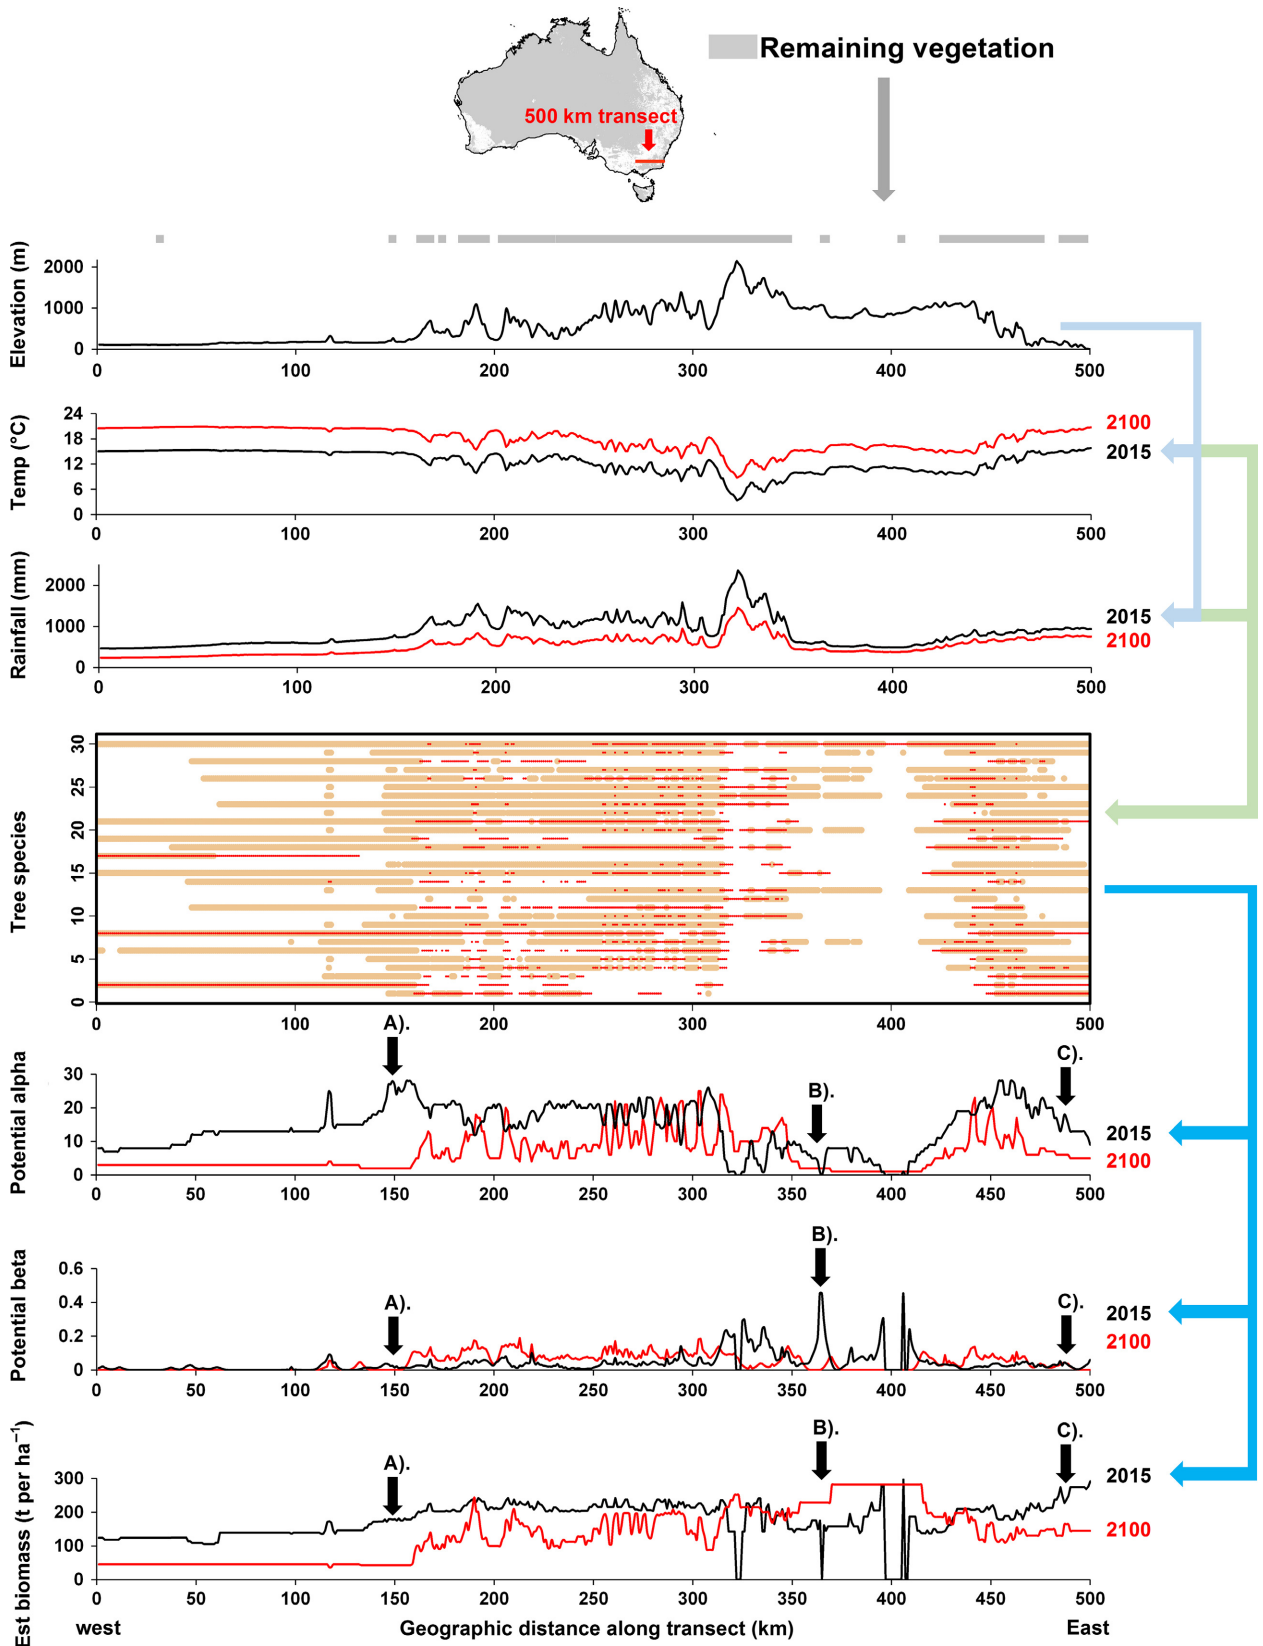 Remaining vegetation
500 km transect
Elevation (m)
2000
1000
0
0 100 200 300 400 500
Temp (°C)
24
18
12
6
0
2100
2015
0 100 200 300 400 500
Rainfall (mm)
2000
1000
0
2015
2100
0 100 200 300 400 500
Tree species
30
25
20
15
10
5
0
0 100 200 300 400 500
A).
B).
C).
Potential alpha
30
20
10
0
2015
2100
0 50 100 150 200 250 300 350 400 450 500
B).
A).
C).
Potential beta
0.6
0.4
0.2
0
2015
2100
0 50 100 150 200 250 300 350 400 450 500
B).
C).
A).
Est biomass (t per ha⁻¹)
300
200
100
0
2015
2100
0 50 100 150 200 250 300 350 400 450 500
west Geographic distance along transect (km) East